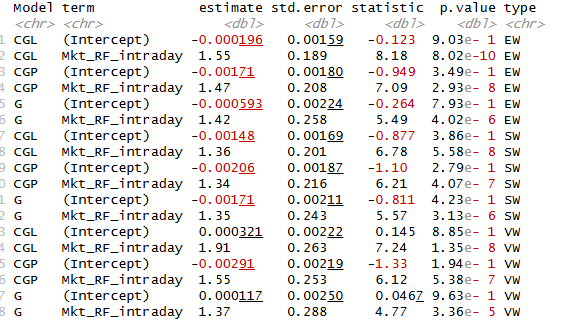 Model term estimate std.error statistic p.value type
<chr> <chr> <dbl> <dbl> <dbl> <dbl> <chr>
1 CGL (Intercept) -0.000196 0.00159 -0.123 9.03e- 1 EW
2 CGL Mkt_RF_intraday 1.55 0.189 8.18 8.02e-10 EW
3 CGP (Intercept) -0.00171 0.00180 -0.949 3.49e- 1 EW
4 CGP Mkt_RF_intraday 1.47 0.208 7.09 2.93e- 8 EW
5 G (Intercept) -0.000593 0.00224 -0.264 7.93e- 1 EW
6 G Mkt_RF_intraday 1.42 0.258 5.49 4.02e- 6 EW
7 CGL (Intercept) -0.00148 0.00169 -0.877 3.86e- 1 SW
8 CGL Mkt_RF_intraday 1.36 0.201 6.78 5.58e- 8 SW
9 CGP (Intercept) -0.00206 0.00187 -1.10 2.79e- 1 SW
0 CGP Mkt_RF_intraday 1.34 0.216 6.21 4.07e- 7 SW
1 G (Intercept) -0.00171 0.00211 -0.811 4.23e- 1 SW
2 G Mkt_RF_intraday 1.35 0.243 5.57 3.13e- 6 SW
3 CGL (Intercept) 0.000321 0.00222 0.145 8.85e- 1 VW
4 CGL Mkt_RF_intraday 1.91 0.263 7.24 1.35e- 8 VW
5 CGP (Intercept) -0.00291 0.00219 -1.33 1.94e- 1 VW
6 CGP Mkt_RF_intraday 1.55 0.253 6.12 5.38e- 7 VW
7 G (Intercept) 0.000117 0.00250 0.0467 9.63e- 1 VW
8 G Mkt_RF_intraday 1.37 0.288 4.77 3.36e- 5 VW